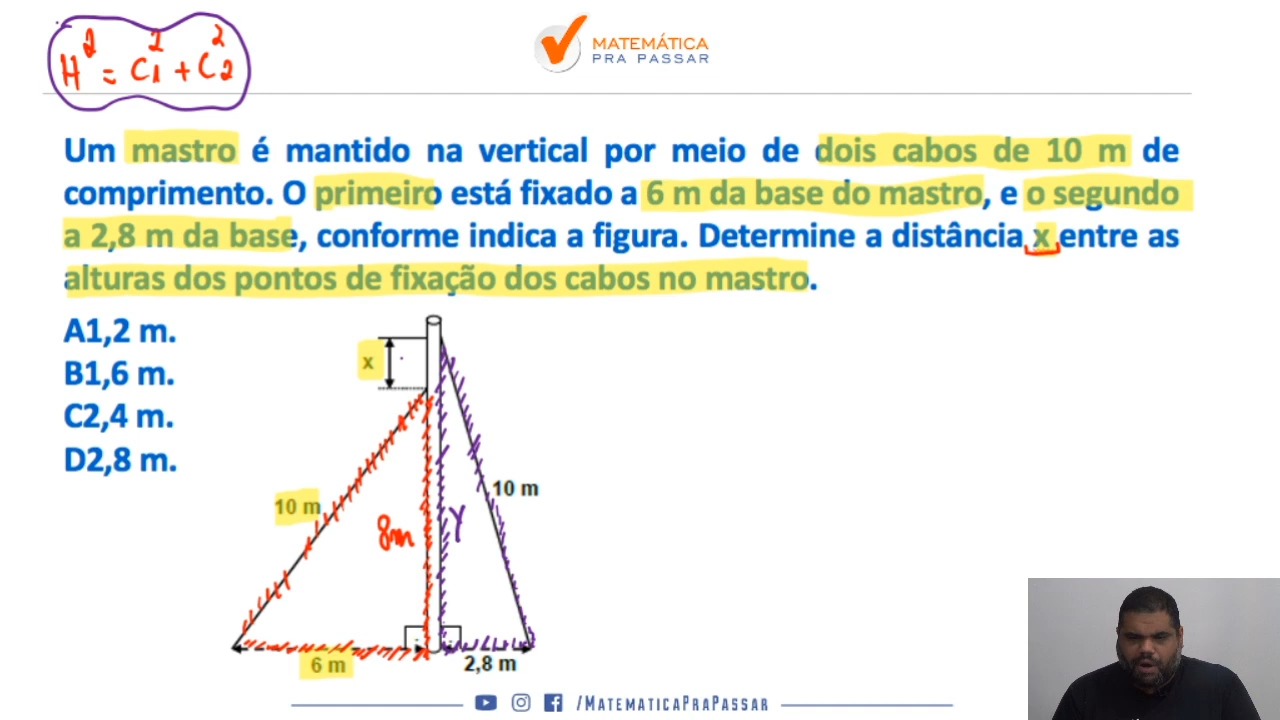 H² = C1² + C2²
MATEMÁTICA
PRA PASSAR
Um mastro é mantido na vertical por meio de dois cabos de 10 m de
comprimento. O primeiro está fixado a 6 m da base do mastro, e o segundo
a 2,8 m da base, conforme indica a figura. Determine a distância x entre as
alturas dos pontos de fixação dos cabos no mastro.
A1,2 m.
B1,6 m.
C2,4 m.
D2,8 m.
x
10 m
10 m
8m
Y
6 m
2,8 m
/MATEMATICAPRAPASSAR